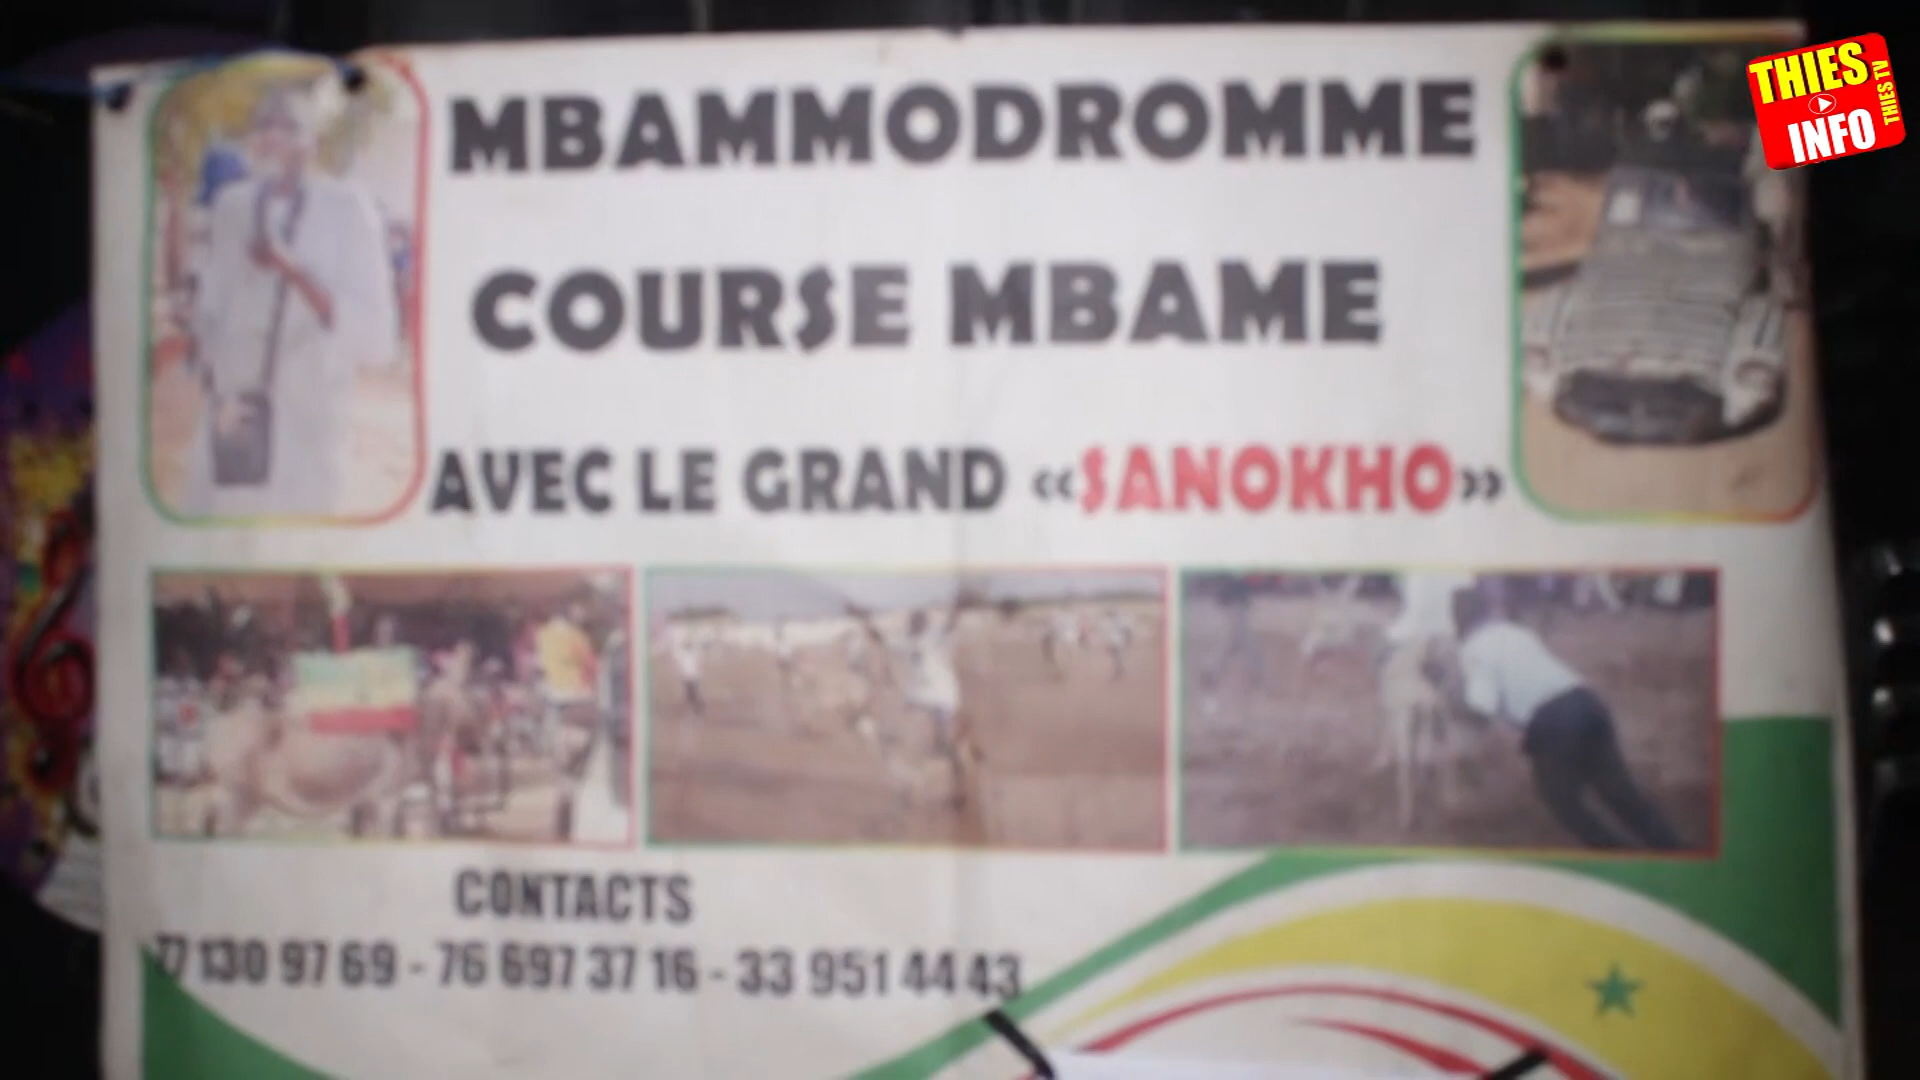 MBAMMODROMME
COURSE MBAME
AVEC LE GRAND «SANOKHO»
CONTACTS
77 130 97 69 - 76 697 37 16 - 33 951 44 43
THIES
INFO
THIES TV